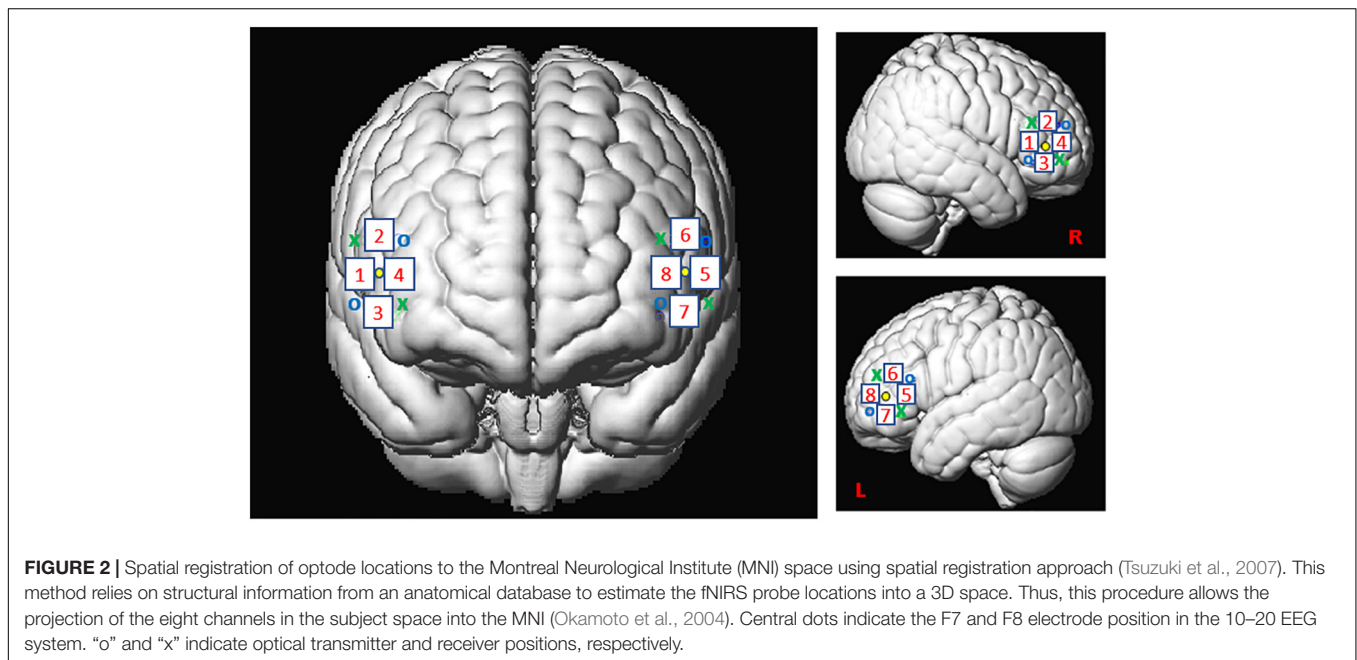 2
x o
1 4
o x
3
6
x o
8 5
o x
7
x 2 o
1 4
o 3 x
R
x 6 o
8 5
o 7 x
L
FIGURE 2 | Spatial registration of optode locations to the Montreal Neurological Institute (MNI) space using spatial registration approach (Tsuzuki et al., 2007). This
method relies on structural information from an anatomical database to estimate the fNIRS probe locations into a 3D space. Thus, this procedure allows the
projection of the eight channels in the subject space into the MNI (Okamoto et al., 2004). Central dots indicate the F7 and F8 electrode position in the 10–20 EEG
system. “o” and “x” indicate optical transmitter and receiver positions, respectively.